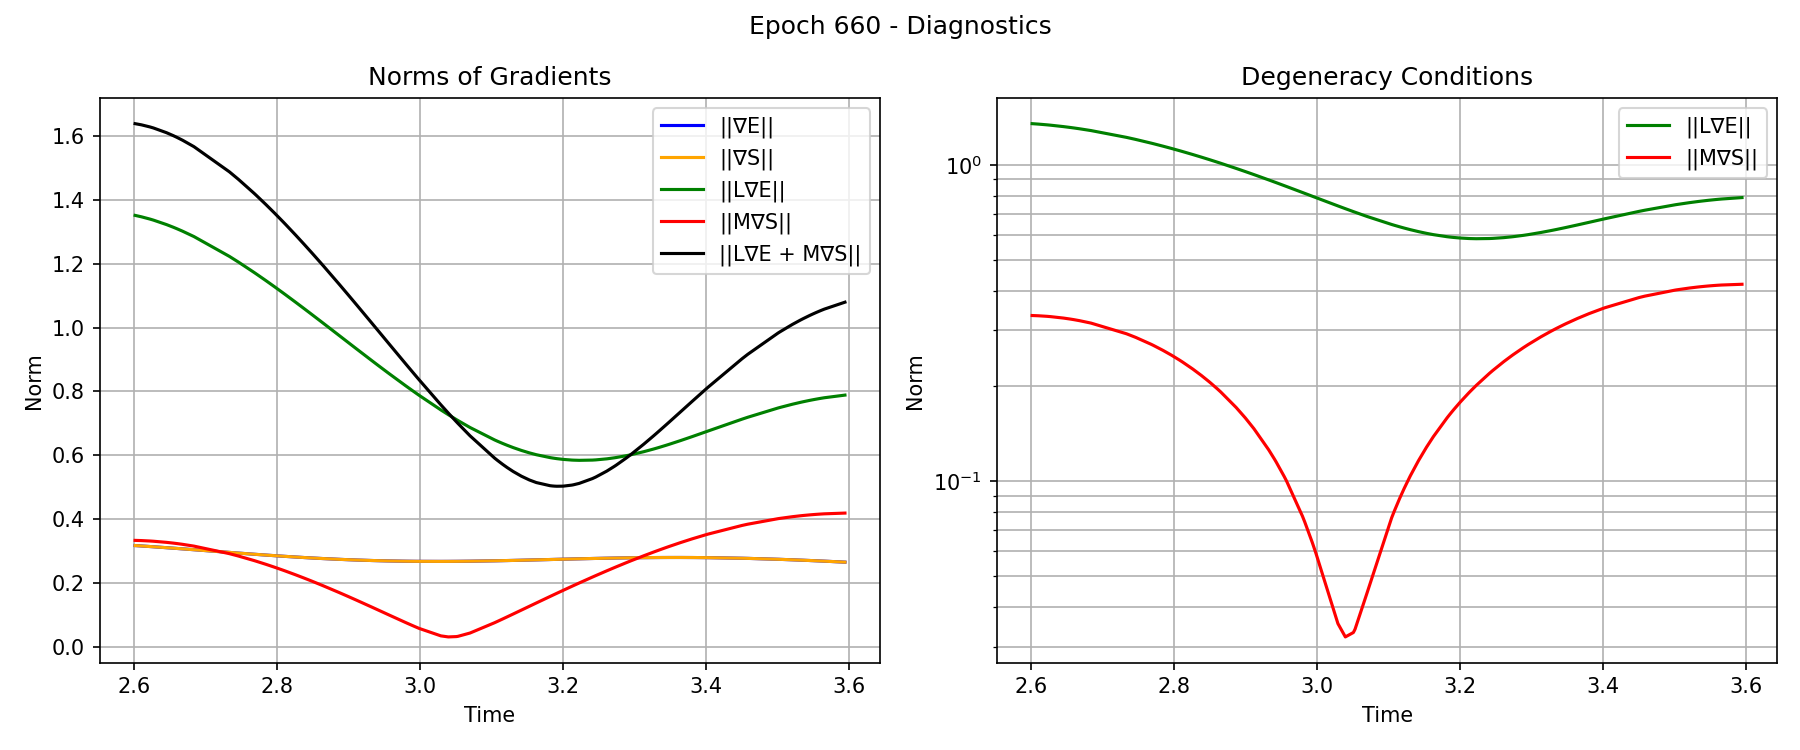 Epoch 660 - Diagnostics
Norms of Gradients
Norm
1.6
1.4
1.2
1.0
0.8
0.6
0.4
0.2
0.0
2.6 2.8 3.0 3.2 3.4 3.6
Time
||∇E||
||∇S||
||L∇E||
||M∇S||
||L∇E + M∇S||
Degeneracy Conditions
Norm
10⁰
10⁻¹
2.6 2.8 3.0 3.2 3.4 3.6
Time
||L∇E||
||M∇S||